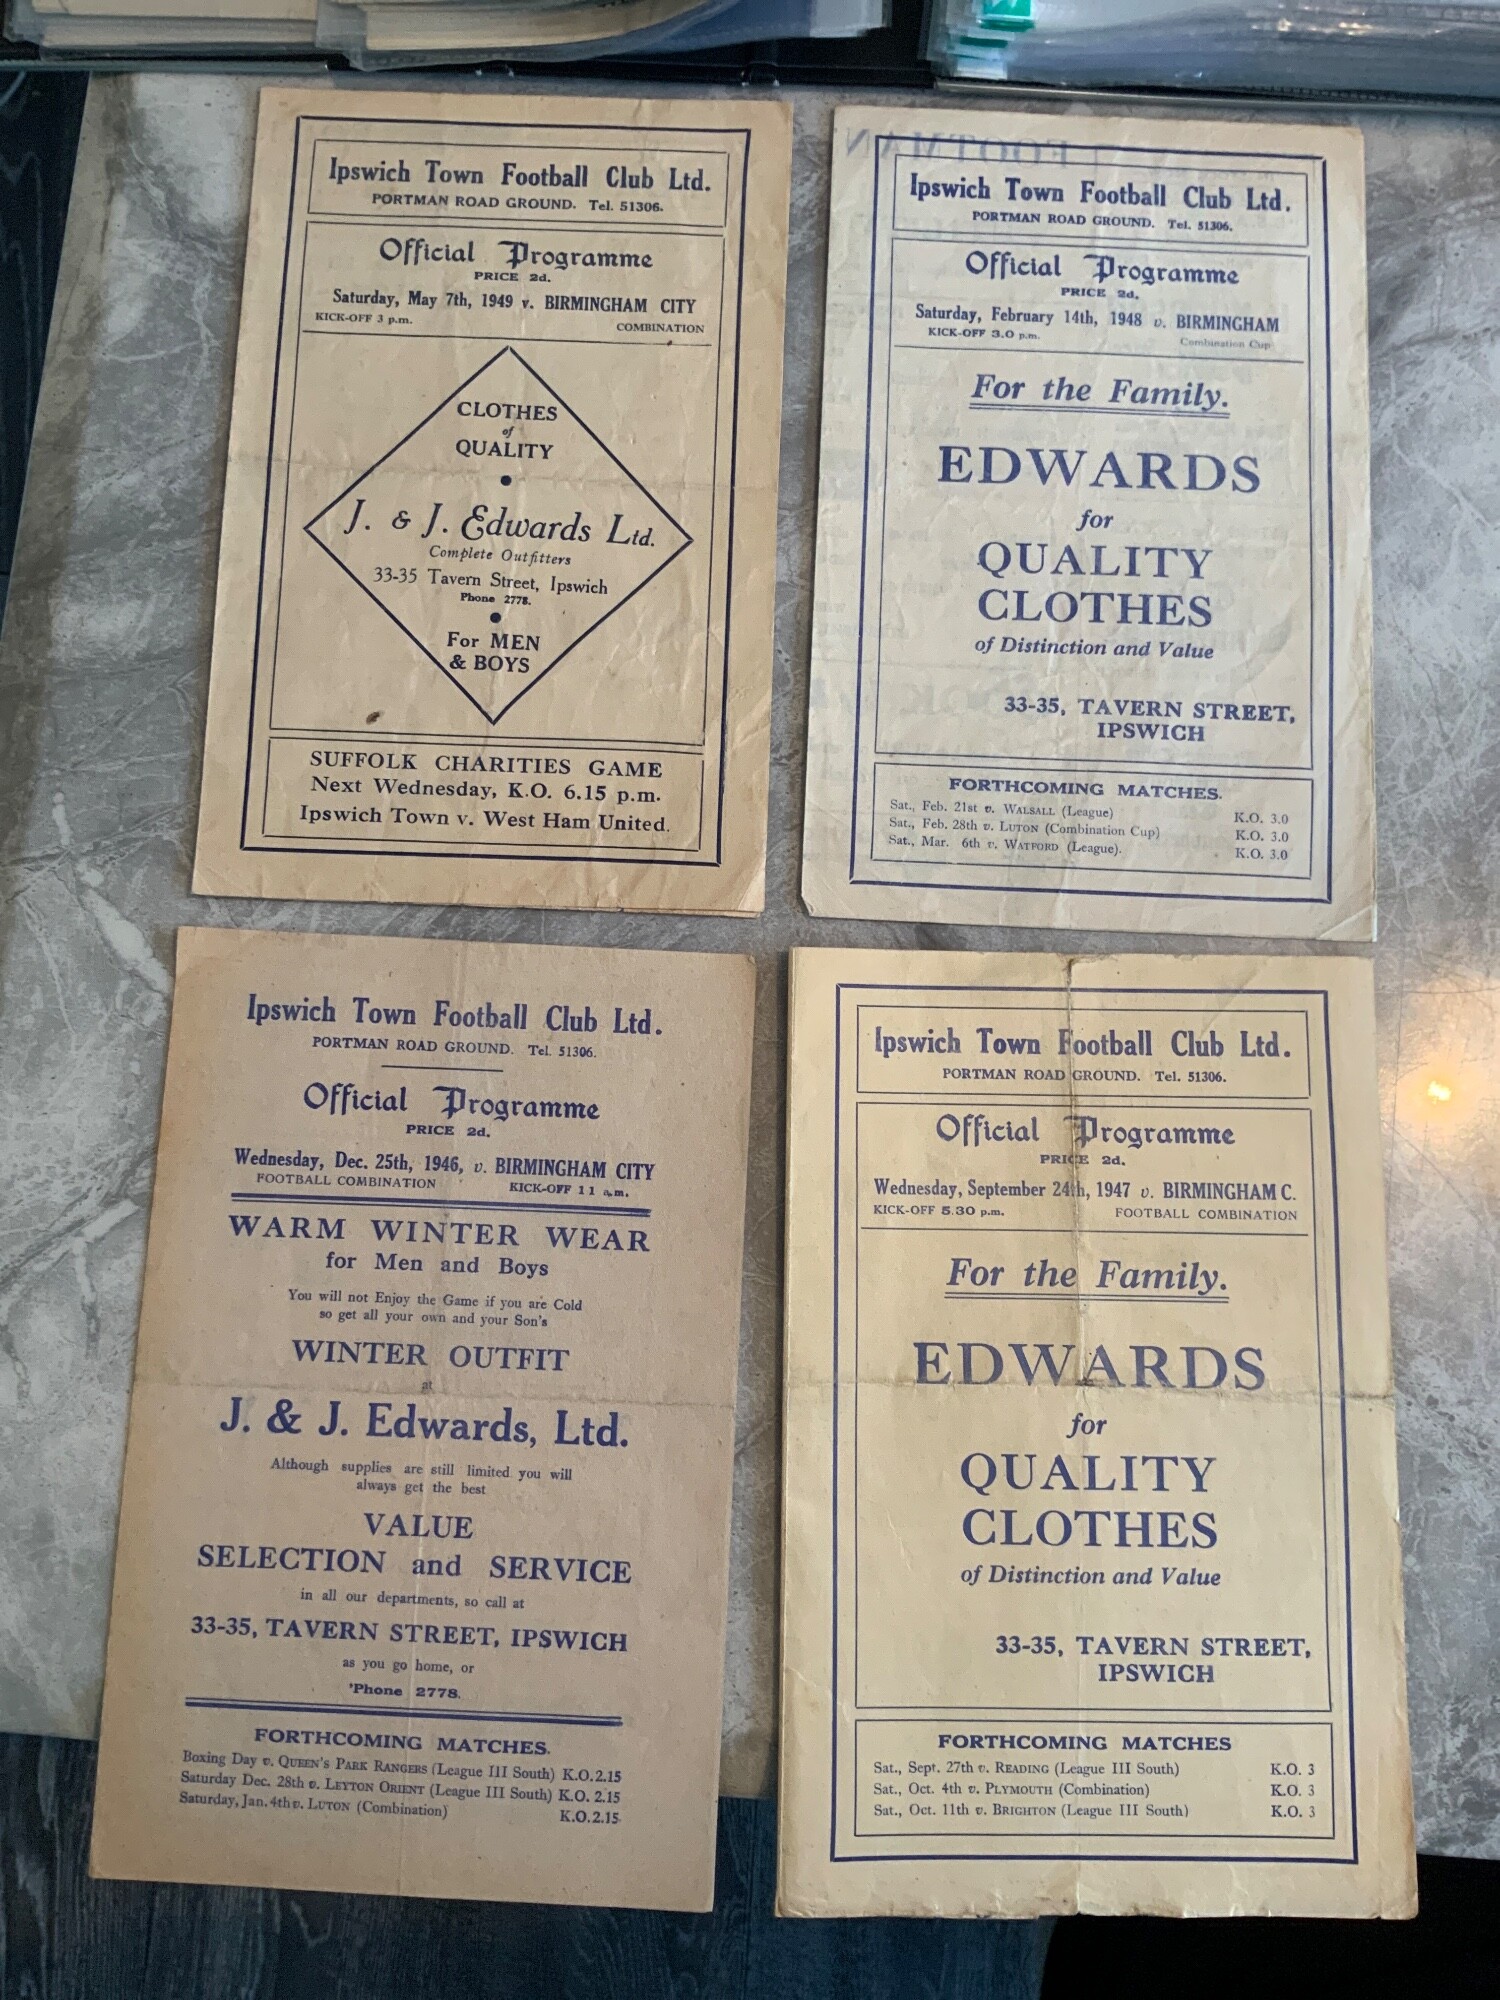 Ipswich Town Football Club Ltd.
PORTMAN ROAD GROUND. Tel. 51306.
Official Programme
PRICE 2d.
Saturday, May 7th, 1949 v. BIRMINGHAM CITY
KICK-OFF 3 p.m.
COMBINATION
CLOTHES
of
QUALITY
J. & J. Edwards Ltd.
Complete Outfitters
33-35 Tavern Street, Ipswich
Phone 2778.
For MEN
& BOYS
SUFFOLK CHARITIES GAME
Next Wednesday, K.O. 6.15 p.m.
Ipswich Town v. West Ham United.
Ipswich Town Football Club Ltd.
PORTMAN ROAD GROUND. Tel. 51306.
Official Programme
PRICE 2d.
Saturday, February 14th, 1948 v. BIRMINGHAM
KICK-OFF 3.0 p.m.
Combination Cup
For the Family.
EDWARDS
for
QUALITY
CLOTHES
of Distinction and Value
33-35, TAVERN STREET,
IPSWICH
FORTHCOMING MATCHES.
Sat., Feb. 21st v. WALSALL (League) K.O. 3.0
Sat., Feb. 28th v. LUTON (Combination Cup) K.O. 3.0
Sat., Mar. 6th v. WATFORD (League). K.O. 3.0
Ipswich Town Football Club Ltd.
PORTMAN ROAD GROUND. Tel. 51306.
Official Programme
PRICE 2d.
Wednesday, Dec. 25th, 1946, v. BIRMINGHAM CITY
FOOTBALL COMBINATION KICK-OFF 11 a.m.
WARM WINTER WEAR
for Men and Boys
You will not Enjoy the Game if you are Cold
so get all your own and your Son's
WINTER OUTFIT
at
J. & J. Edwards, Ltd.
Although supplies are still limited you will
always get the best
VALUE
SELECTION and SERVICE
in all our departments, so call at
33-35, TAVERN STREET, IPSWICH
as you go home, or
'Phone 2778.
FORTHCOMING MATCHES.
Boxing Day v. QUEEN'S PARK RANGERS (League III South) K.O.2.15
Saturday Dec. 28th v. LEYTON ORIENT (League III South) K.O. 2.15
Saturday, Jan. 4th v. LUTON (Combination) K.O.2.15
Ipswich Town Football Club Ltd.
PORTMAN ROAD GROUND. Tel. 51306.
Official Programme
PRICE 2d.
Wednesday, September 24th, 1947 v. BIRMINGHAM C.
KICK-OFF 5.30 p.m. FOOTBALL COMBINATION
For the Family.
EDWARDS
for
QUALITY
CLOTHES
of Distinction and Value
33-35, TAVERN STREET,
IPSWICH
FORTHCOMING MATCHES
Sat., Sept. 27th v. READING (League III South) K.O. 3
Sat., Oct. 4th v. PLYMOUTH (Combination) K.O. 3
Sat., Oct. 11th v. BRIGHTON (League III South) K.O. 3